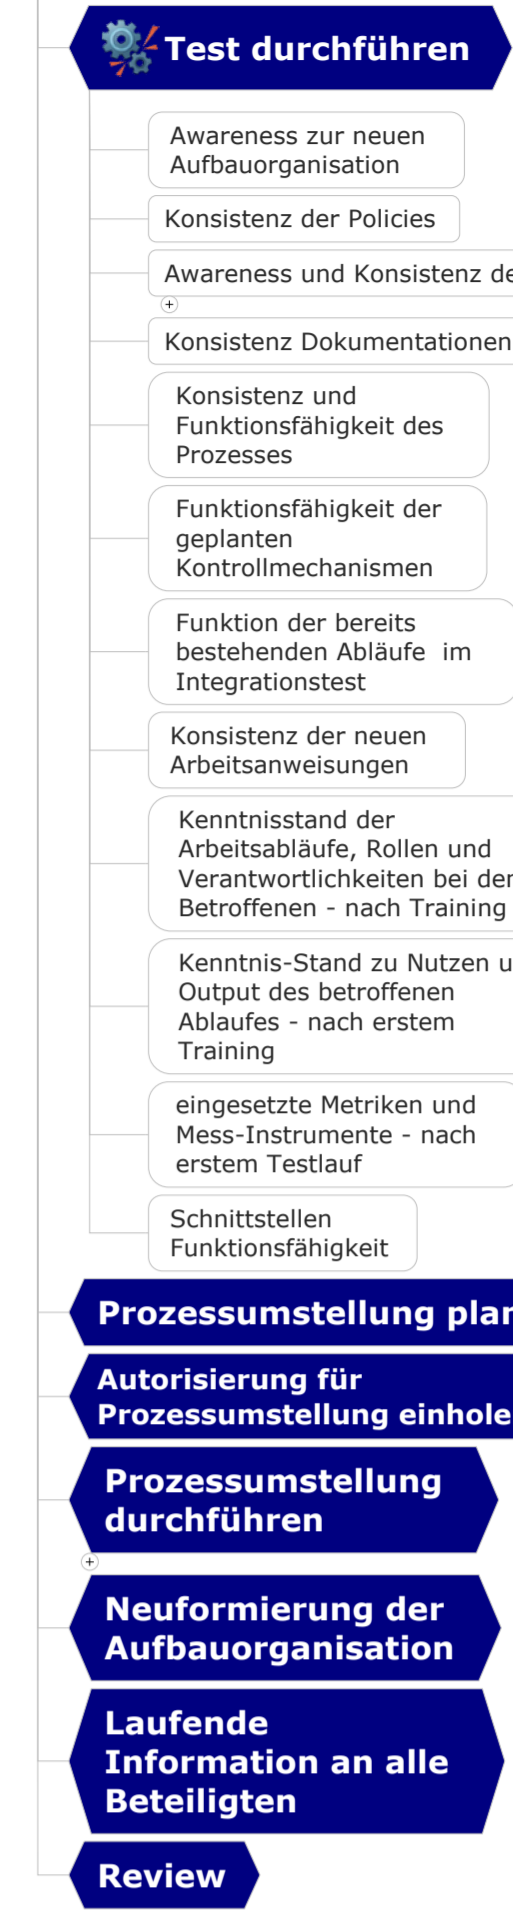 Test durchführen
Awareness zur neuen
Aufbauorganisation
Konsistenz der Policies
Awareness und Konsistenz
Konsistenz Dokumentationen
Konsistenz und
Funktionsfähigkeit des
Prozesses
Funktionsfähigkeit der
geplanten
Kontrollmechanismen
Funktion der bereits
bestehenden Abläufe  im
Integrationstest
Konsistenz der neuen
Arbeitsanweisungen
Kenntnisstand der
Arbeitsabläufe, Rollen und
Verantwortlichkeiten bei
Betroffenen - nach Training
Kenntnis-Stand zu Nutzen
Output des betroffenen
Ablaufes - nach erstem
Training
eingesetzte Metriken und
Mess-Instrumente - nach
erstem Testlauf
Schnittstellen
Funktionsfähigkeit
Prozessumstellung
Autorisierung für
Prozessumstellung
Prozessumstellung
durchführen
Neuformierung der
Aufbauorganisation
Laufende
Information an alle
Beteiligten
Review